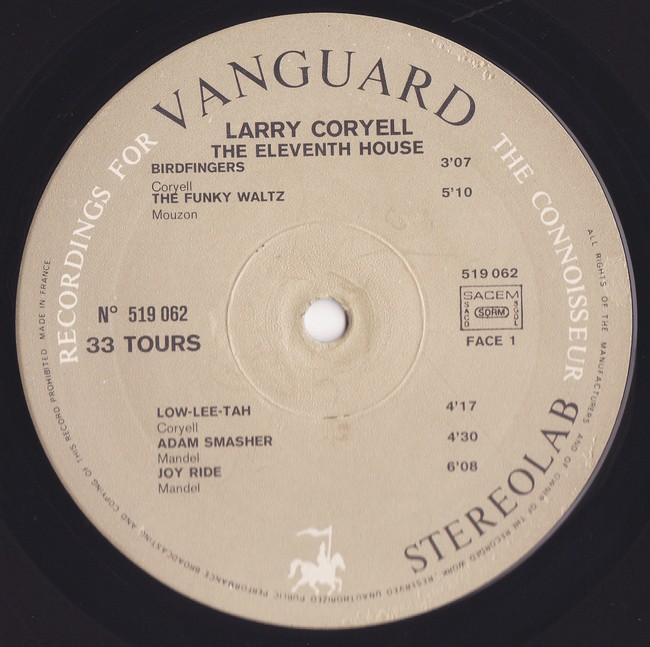 VANGUARD
RECORDINGS FOR THE CONNOISSEUR
LARRY CORYELL
THE ELEVENTH HOUSE
BIRDFINGERS 3'07
Coryell
THE FUNKY WALTZ 5'10
Mouzon
519 062
N° 519 062
SACEM
SACD SDRM SGDL
33 TOURS
FACE 1
LOW-LEE-TAH 4'17
Coryell
ADAM SMASHER 4'30
Mandel
JOY RIDE 6'08
Mandel
STEREOLAB
ALL RIGHTS OF THE MANUFACTURERS AND OF OWNER OF THE RECORDED WORK RESERVED UNAUTHORIZED PUBLIC PERFORMANCE BROADCASTING AND COPYING OF THIS RECORD PROHIBITED MADE IN FRANCE